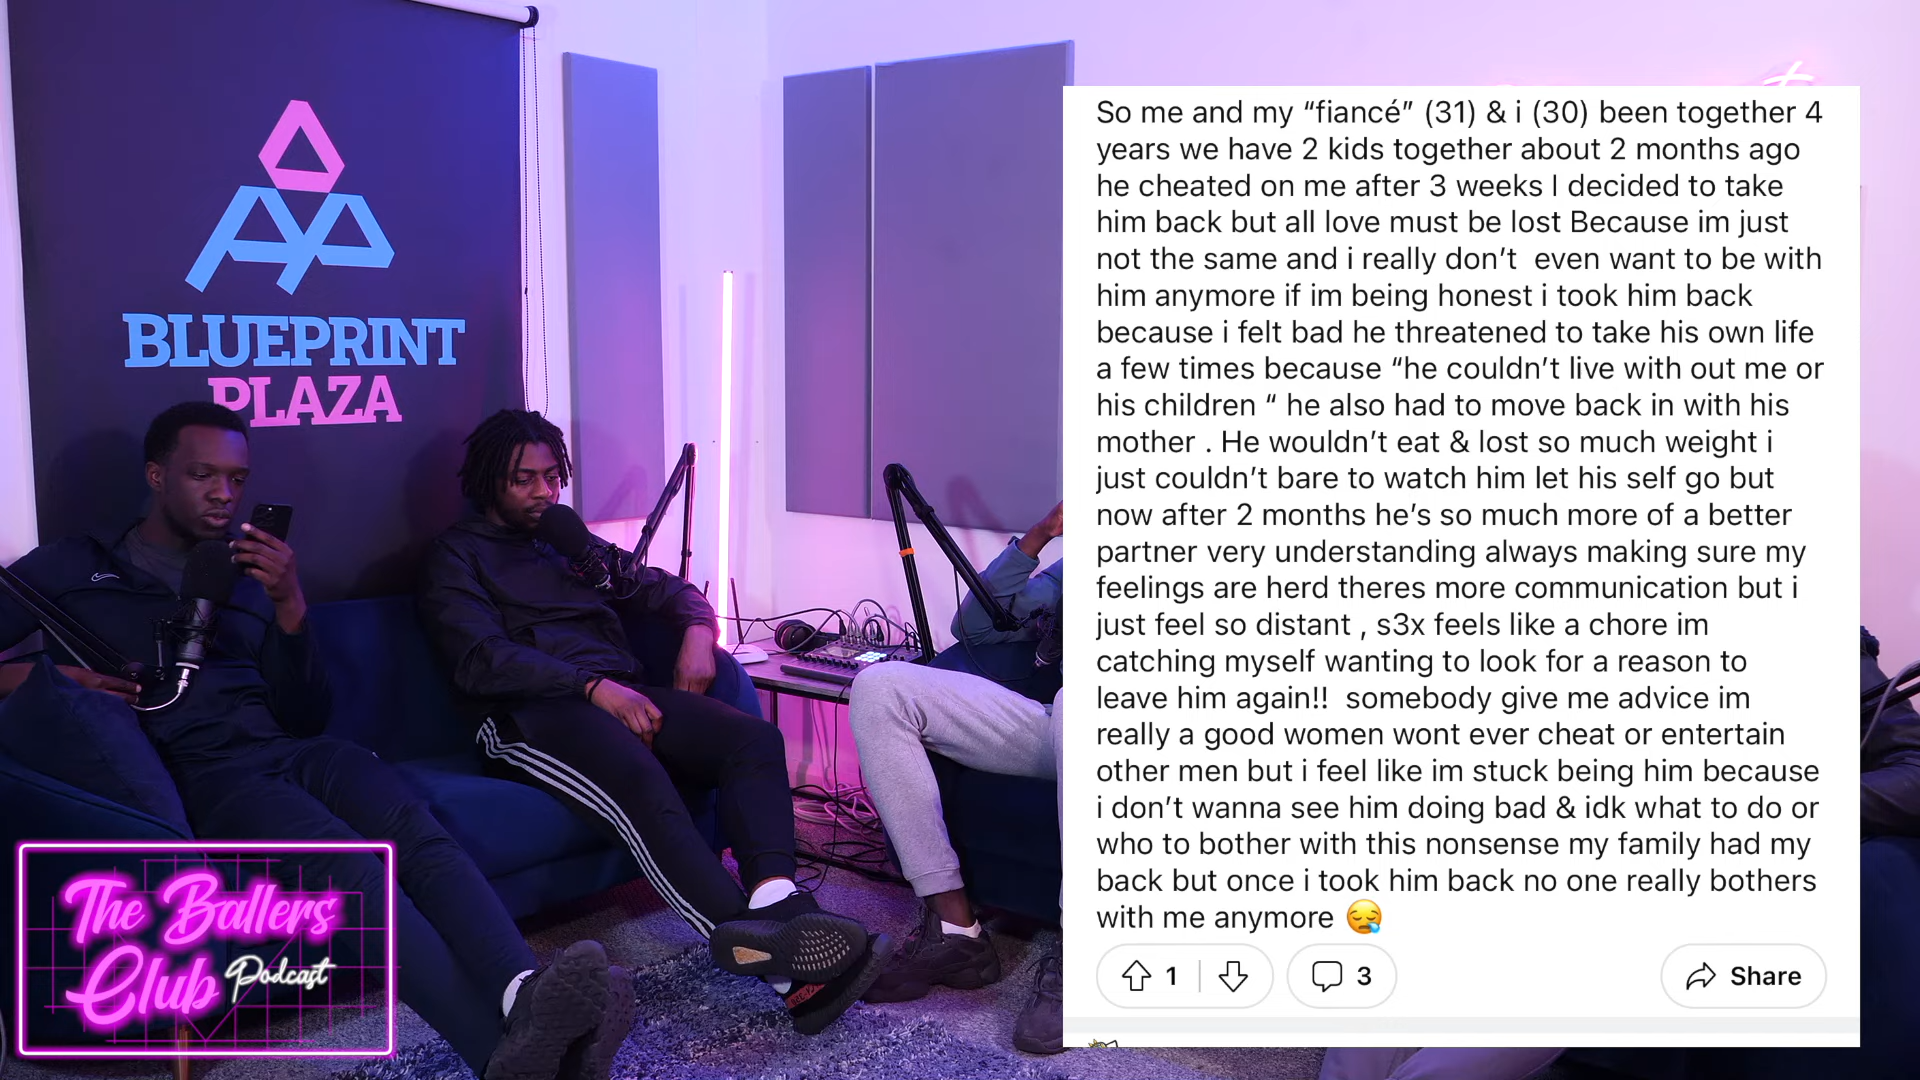 BLUEPRINT
PLAZA
The Ballers
Club Podcast
So me and my “fiancé” (31) & i (30) been together 4
years we have 2 kids together about 2 months ago
he cheated on me after 3 weeks I decided to take
him back but all love must be lost Because im just
not the same and i really don’t  even want to be with
him anymore if im being honest i took him back
because i felt bad he threatened to take his own life
a few times because “he couldn’t live with out me or
his children “ he also had to move back in with his
mother . He wouldn’t eat & lost so much weight i
just couldn’t bare to watch him let his self go but
now after 2 months he’s so much more of a better
partner very understanding always making sure my
feelings are herd theres more communication but i
just feel so distant , s3x feels like a chore im
catching myself wanting to look for a reason to
leave him again!!  somebody give me advice im
really a good women wont ever cheat or entertain
other men but i feel like im stuck being him because
i don’t wanna see him doing bad & idk what to do or
who to bother with this nonsense my family had my
back but once i took him back no one really bothers
with me anymore 😪
1
3
Share